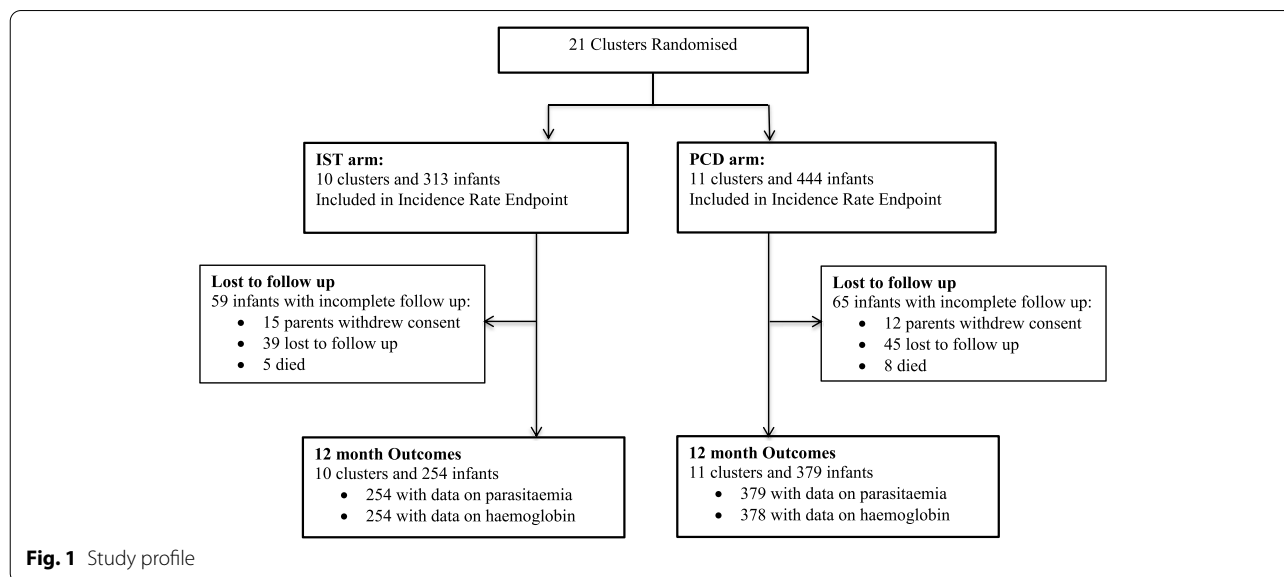 21 Clusters Randomised
IST arm:
10 clusters and 313 infants
Included in Incidence Rate Endpoint
PCD arm:
11 clusters and 444 infants
Included in Incidence Rate Endpoint
Lost to follow up
59 infants with incomplete follow up:
• 15 parents withdrew consent
• 39 lost to follow up
• 5 died
Lost to follow up
65 infants with incomplete follow up:
• 12 parents withdrew consent
• 45 lost to follow up
• 8 died
12 month Outcomes
10 clusters and 254 infants
• 254 with data on parasitaemia
• 254 with data on haemoglobin
12 month Outcomes
11 clusters and 379 infants
• 379 with data on parasitaemia
• 378 with data on haemoglobin
Fig. 1 Study profile